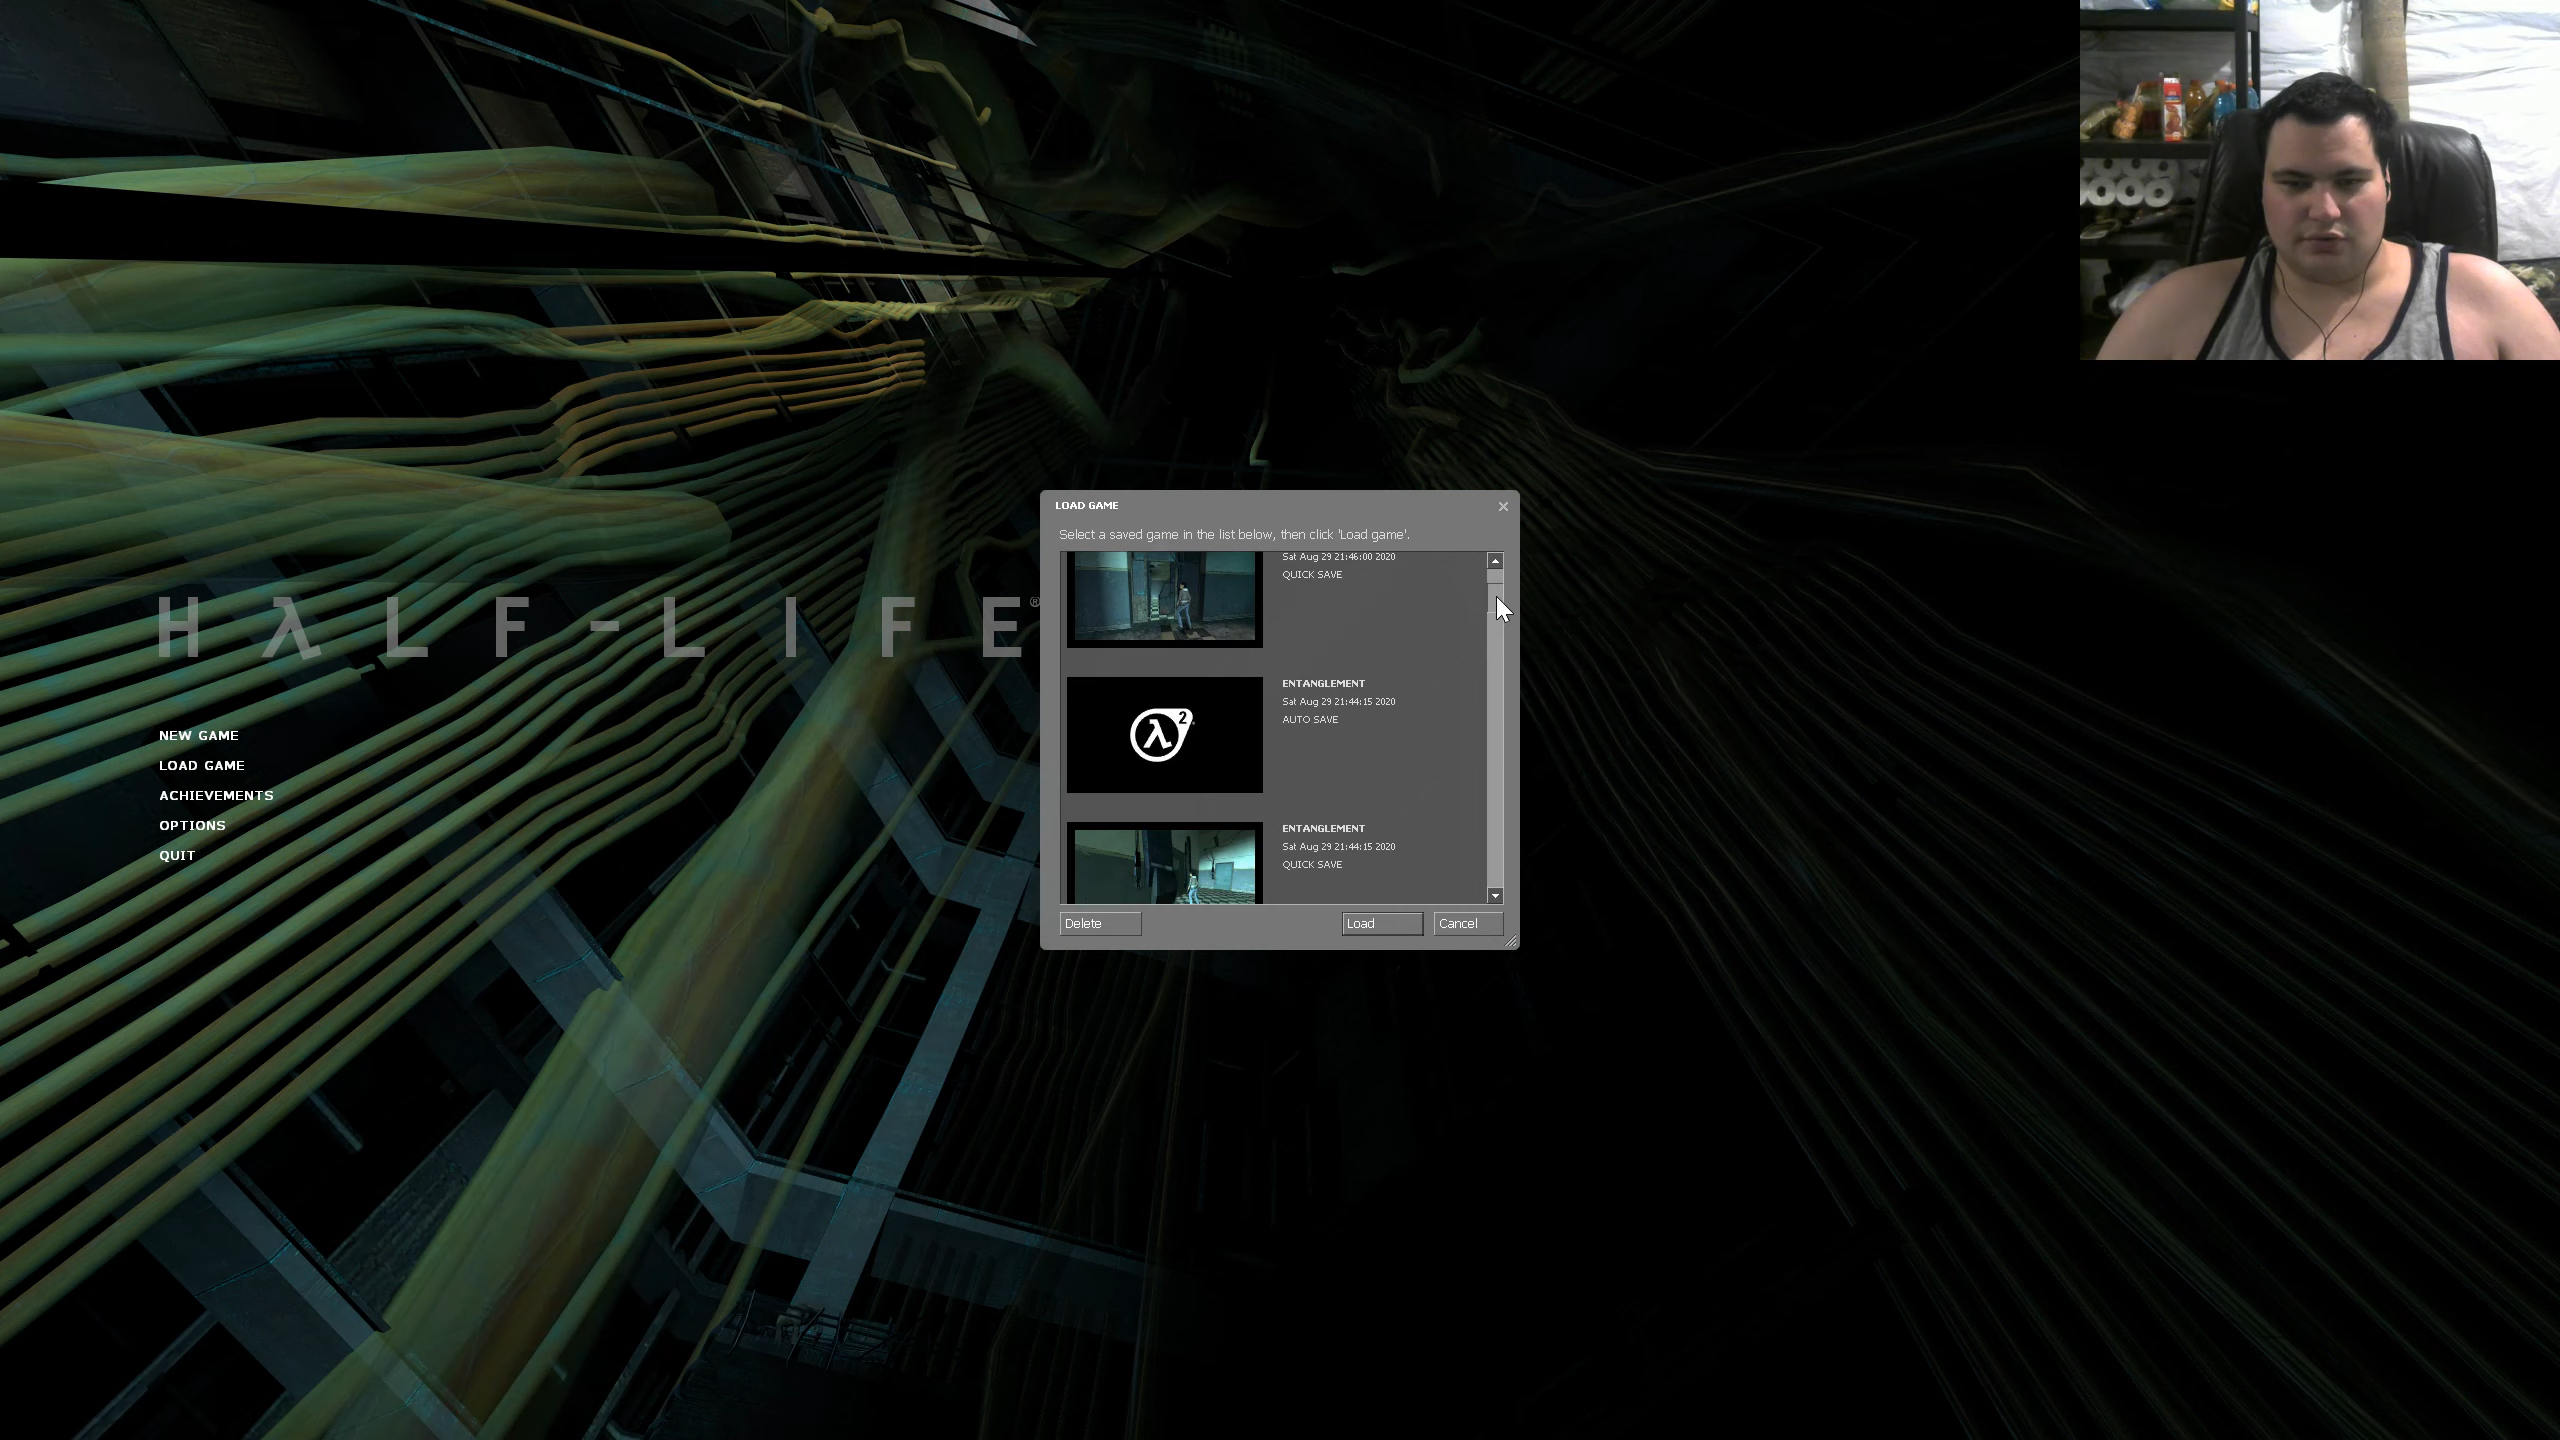 HλLF-LIFE®
NEW GAME
LOAD GAME
ACHIEVEMENTS
OPTIONS
QUIT
LOAD GAME
Select a saved game in the list below, then click 'Load game'.
Sat Aug 29 21:46:00 2020
QUICK SAVE
λ2
ENTANGLEMENT
Sat Aug 29 21:44:15 2020
AUTO SAVE
ENTANGLEMENT
Sat Aug 29 21:44:15 2020
QUICK SAVE
Delete
Load
Cancel